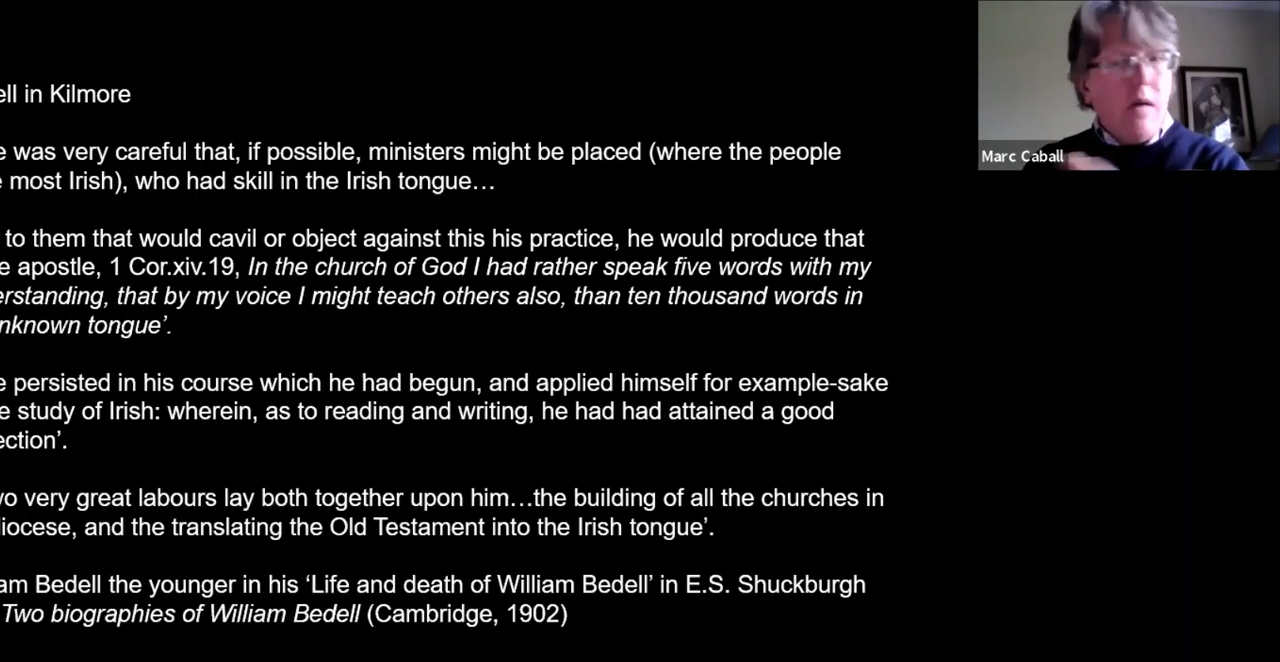 ell in Kilmore
e was very careful that, if possible, ministers might be placed (where the people
e most Irish), who had skill in the Irish tongue…
to them that would cavil or object against this his practice, he would produce that
e apostle, 1 Cor.xiv.19, In the church of God I had rather speak five words with my
erstanding, that by my voice I might teach others also, than ten thousand words in
nknown tongue’.
e persisted in his course which he had begun, and applied himself for example-sake
e study of Irish: wherein, as to reading and writing, he had had attained a good
ection’.
vo very great labours lay both together upon him…the building of all the churches in
liocese, and the translating the Old Testament into the Irish tongue’.
am Bedell the younger in his ‘Life and death of William Bedell’ in E.S. Shuckburgh
Two biographies of William Bedell (Cambridge, 1902)
Marc Caball